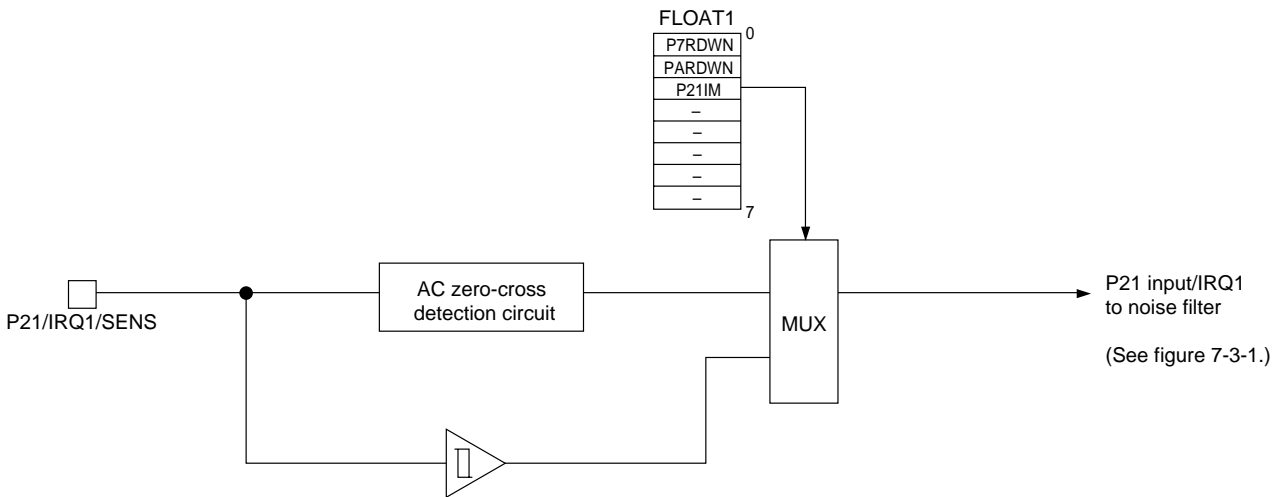 FLOAT1
0
P7RDWN
PARDWN
P21IM
–
–
–
–
–
7
P21/IRQ1/SENS
AC zero-cross
detection circuit
MUX
P21 input/IRQ1
to noise filter
(See figure 7-3-1.)